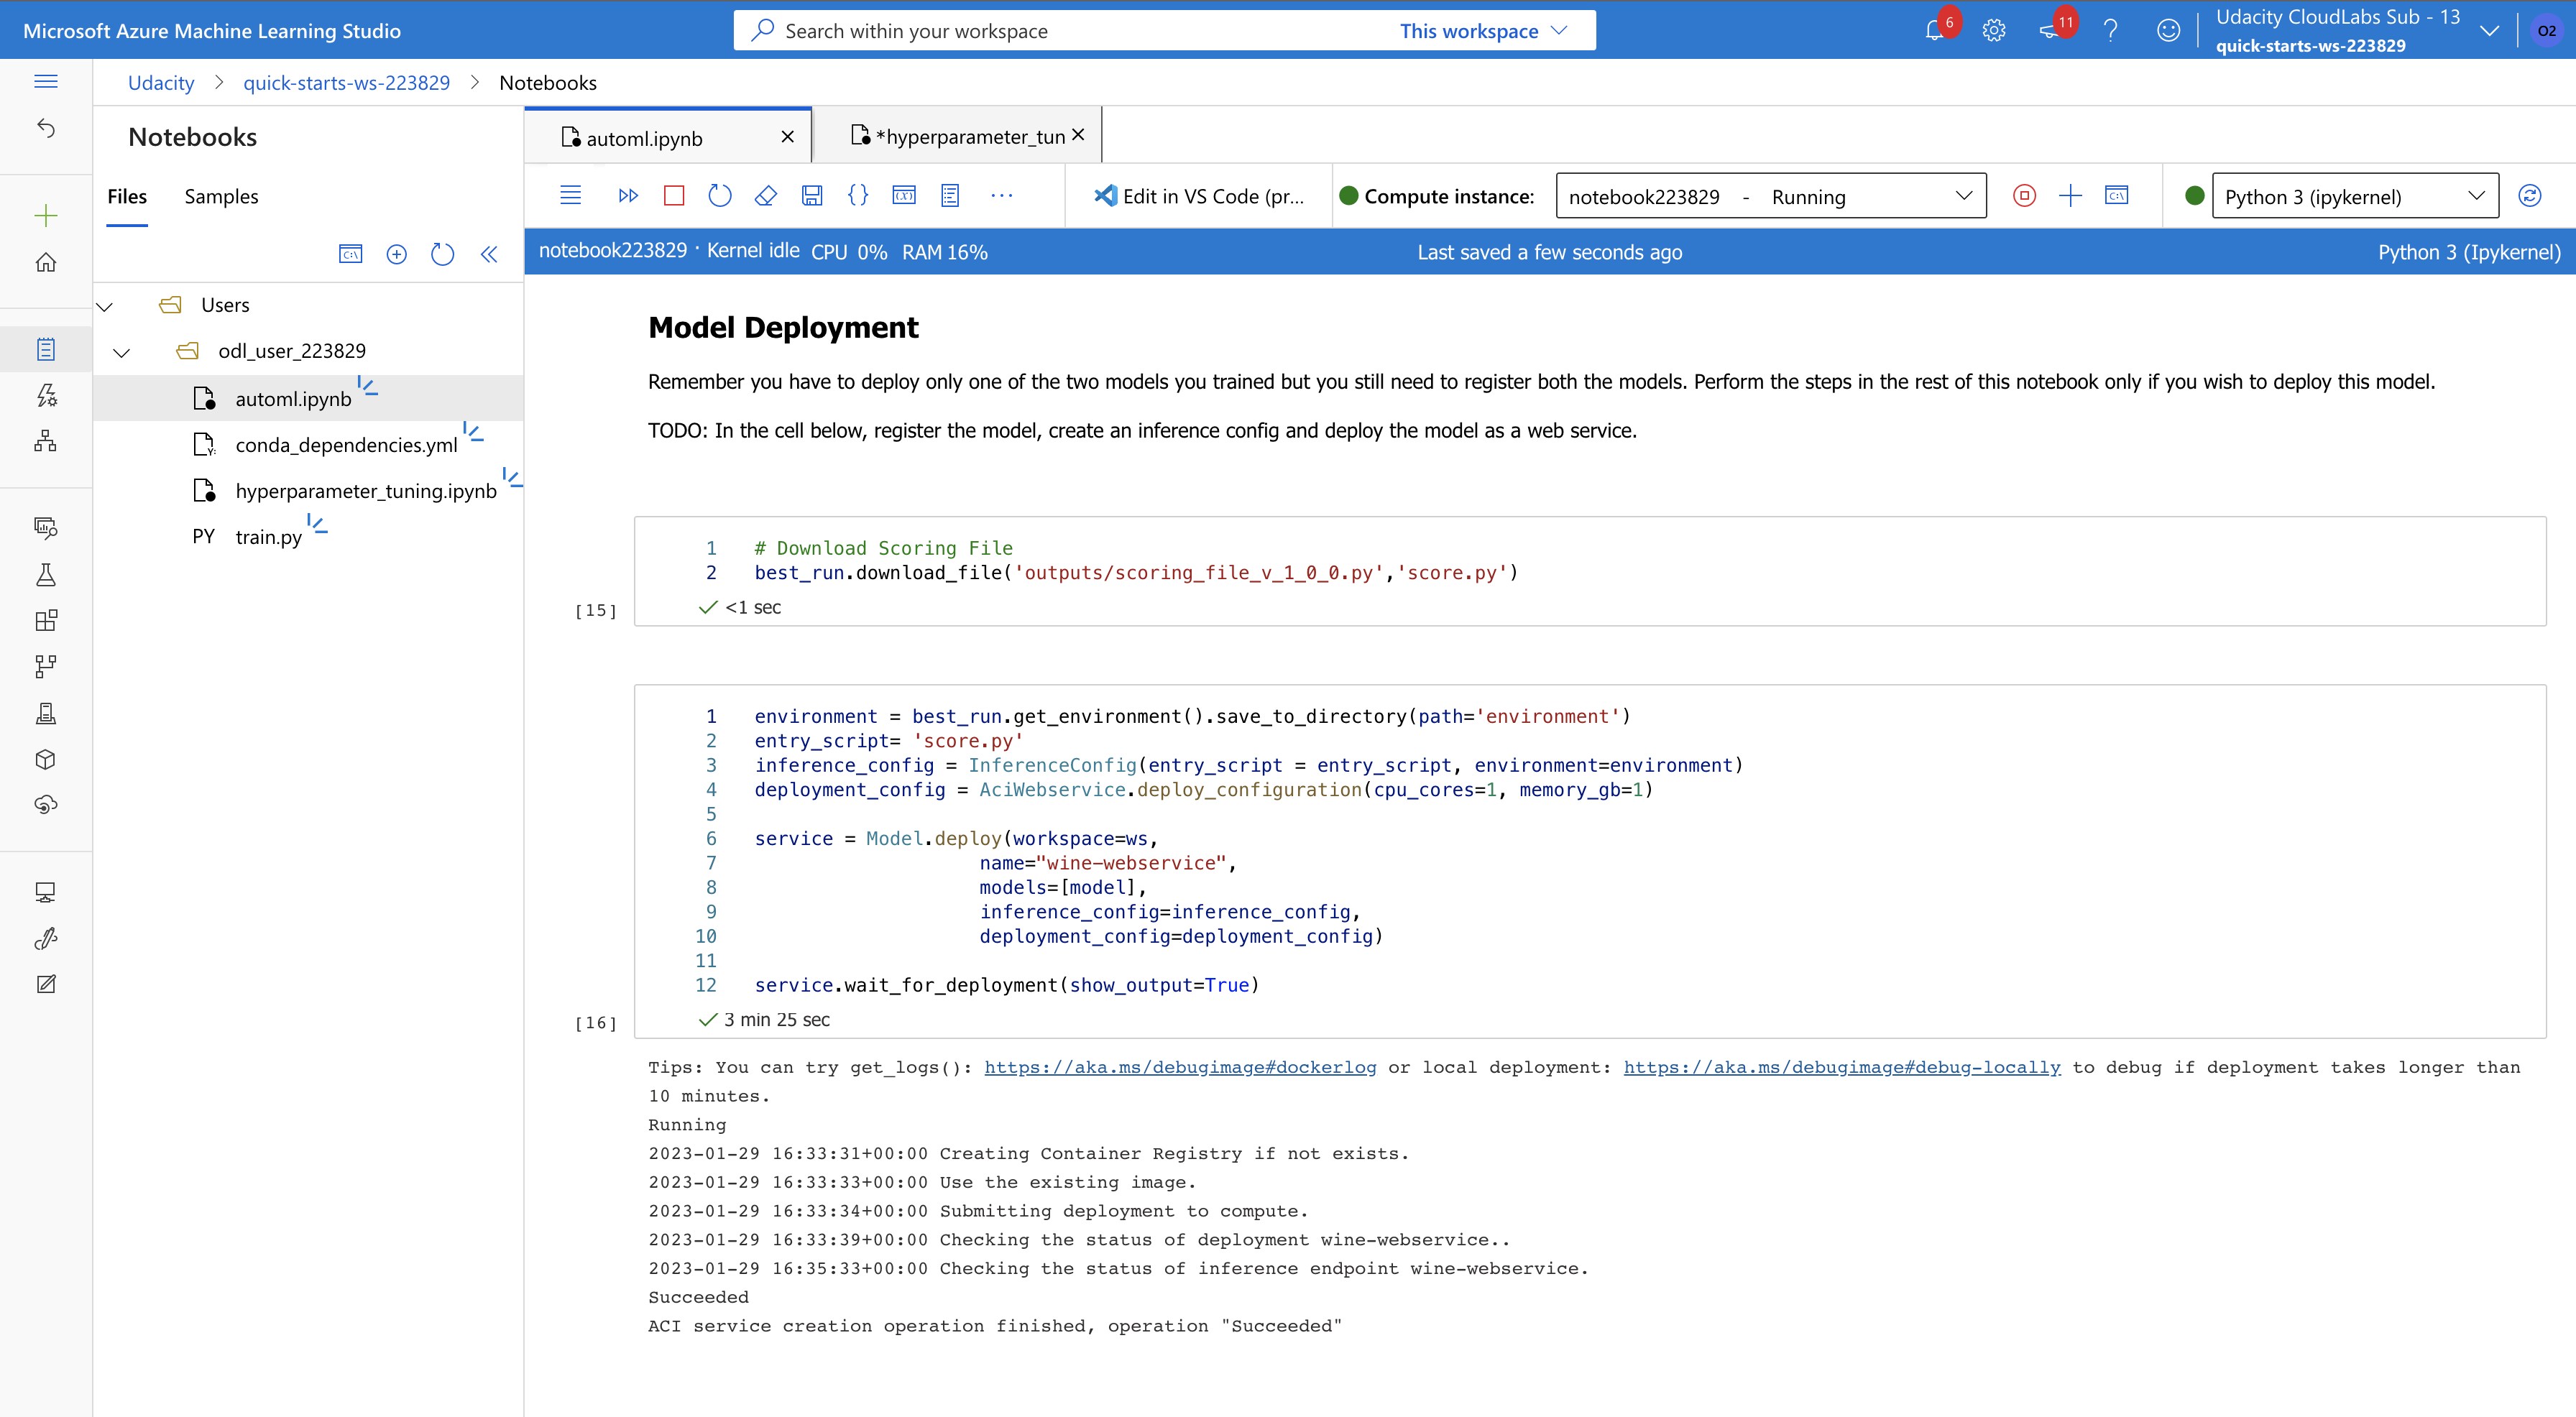 Microsoft Azure Machine Learning Studio
Search within your workspace
This workspace
6
11
Udacity CloudLabs Sub - 13
quick-starts-ws-223829
O2
Udacity > quick-starts-ws-223829 > Notebooks
Notebooks
Files
Samples
Users
odl_user_223829
automl.ipynb
conda_dependencies.yml
hyperparameter_tuning.ipynb
PY train.py
automl.ipynb
*hyperparameter_tun
Edit in VS Code (pr...
Compute instance:
notebook223829 - Running
Python 3 (ipykernel)
notebook223829 · Kernel idle CPU 0% RAM 16%
Last saved a few seconds ago
Python 3 (Ipykernel)
Model Deployment
Remember you have to deploy only one of the two models you trained but you still need to register both the models. Perform the steps in the rest of this notebook only if you wish to deploy this model.
TODO: In the cell below, register the model, create an inference config and deploy the model as a web service.
1 # Download Scoring File
2 best_run.download_file('outputs/scoring_file_v_1_0_0.py','score.py')
[15]
<1 sec
1 environment = best_run.get_environment().save_to_directory(path='environment')
2 entry_script= 'score.py'
3 inference_config = InferenceConfig(entry_script = entry_script, environment=environment)
4 deployment_config = AciWebservice.deploy_configuration(cpu_cores=1, memory_gb=1)
5
6 service = Model.deploy(workspace=ws,
7 name="wine-webservice",
8 models=[model],
9 inference_config=inference_config,
10 deployment_config=deployment_config)
11
12 service.wait_for_deployment(show_output=True)
[16]
3 min 25 sec
Tips: You can try get_logs(): https://aka.ms/debugimage#dockerlog or local deployment: https://aka.ms/debugimage#debug-locally to debug if deployment takes longer than
10 minutes.
Running
2023-01-29 16:33:31+00:00 Creating Container Registry if not exists.
2023-01-29 16:33:33+00:00 Use the existing image.
2023-01-29 16:33:34+00:00 Submitting deployment to compute.
2023-01-29 16:33:39+00:00 Checking the status of deployment wine-webservice..
2023-01-29 16:35:33+00:00 Checking the status of inference endpoint wine-webservice.
Succeeded
ACI service creation operation finished, operation "Succeeded"